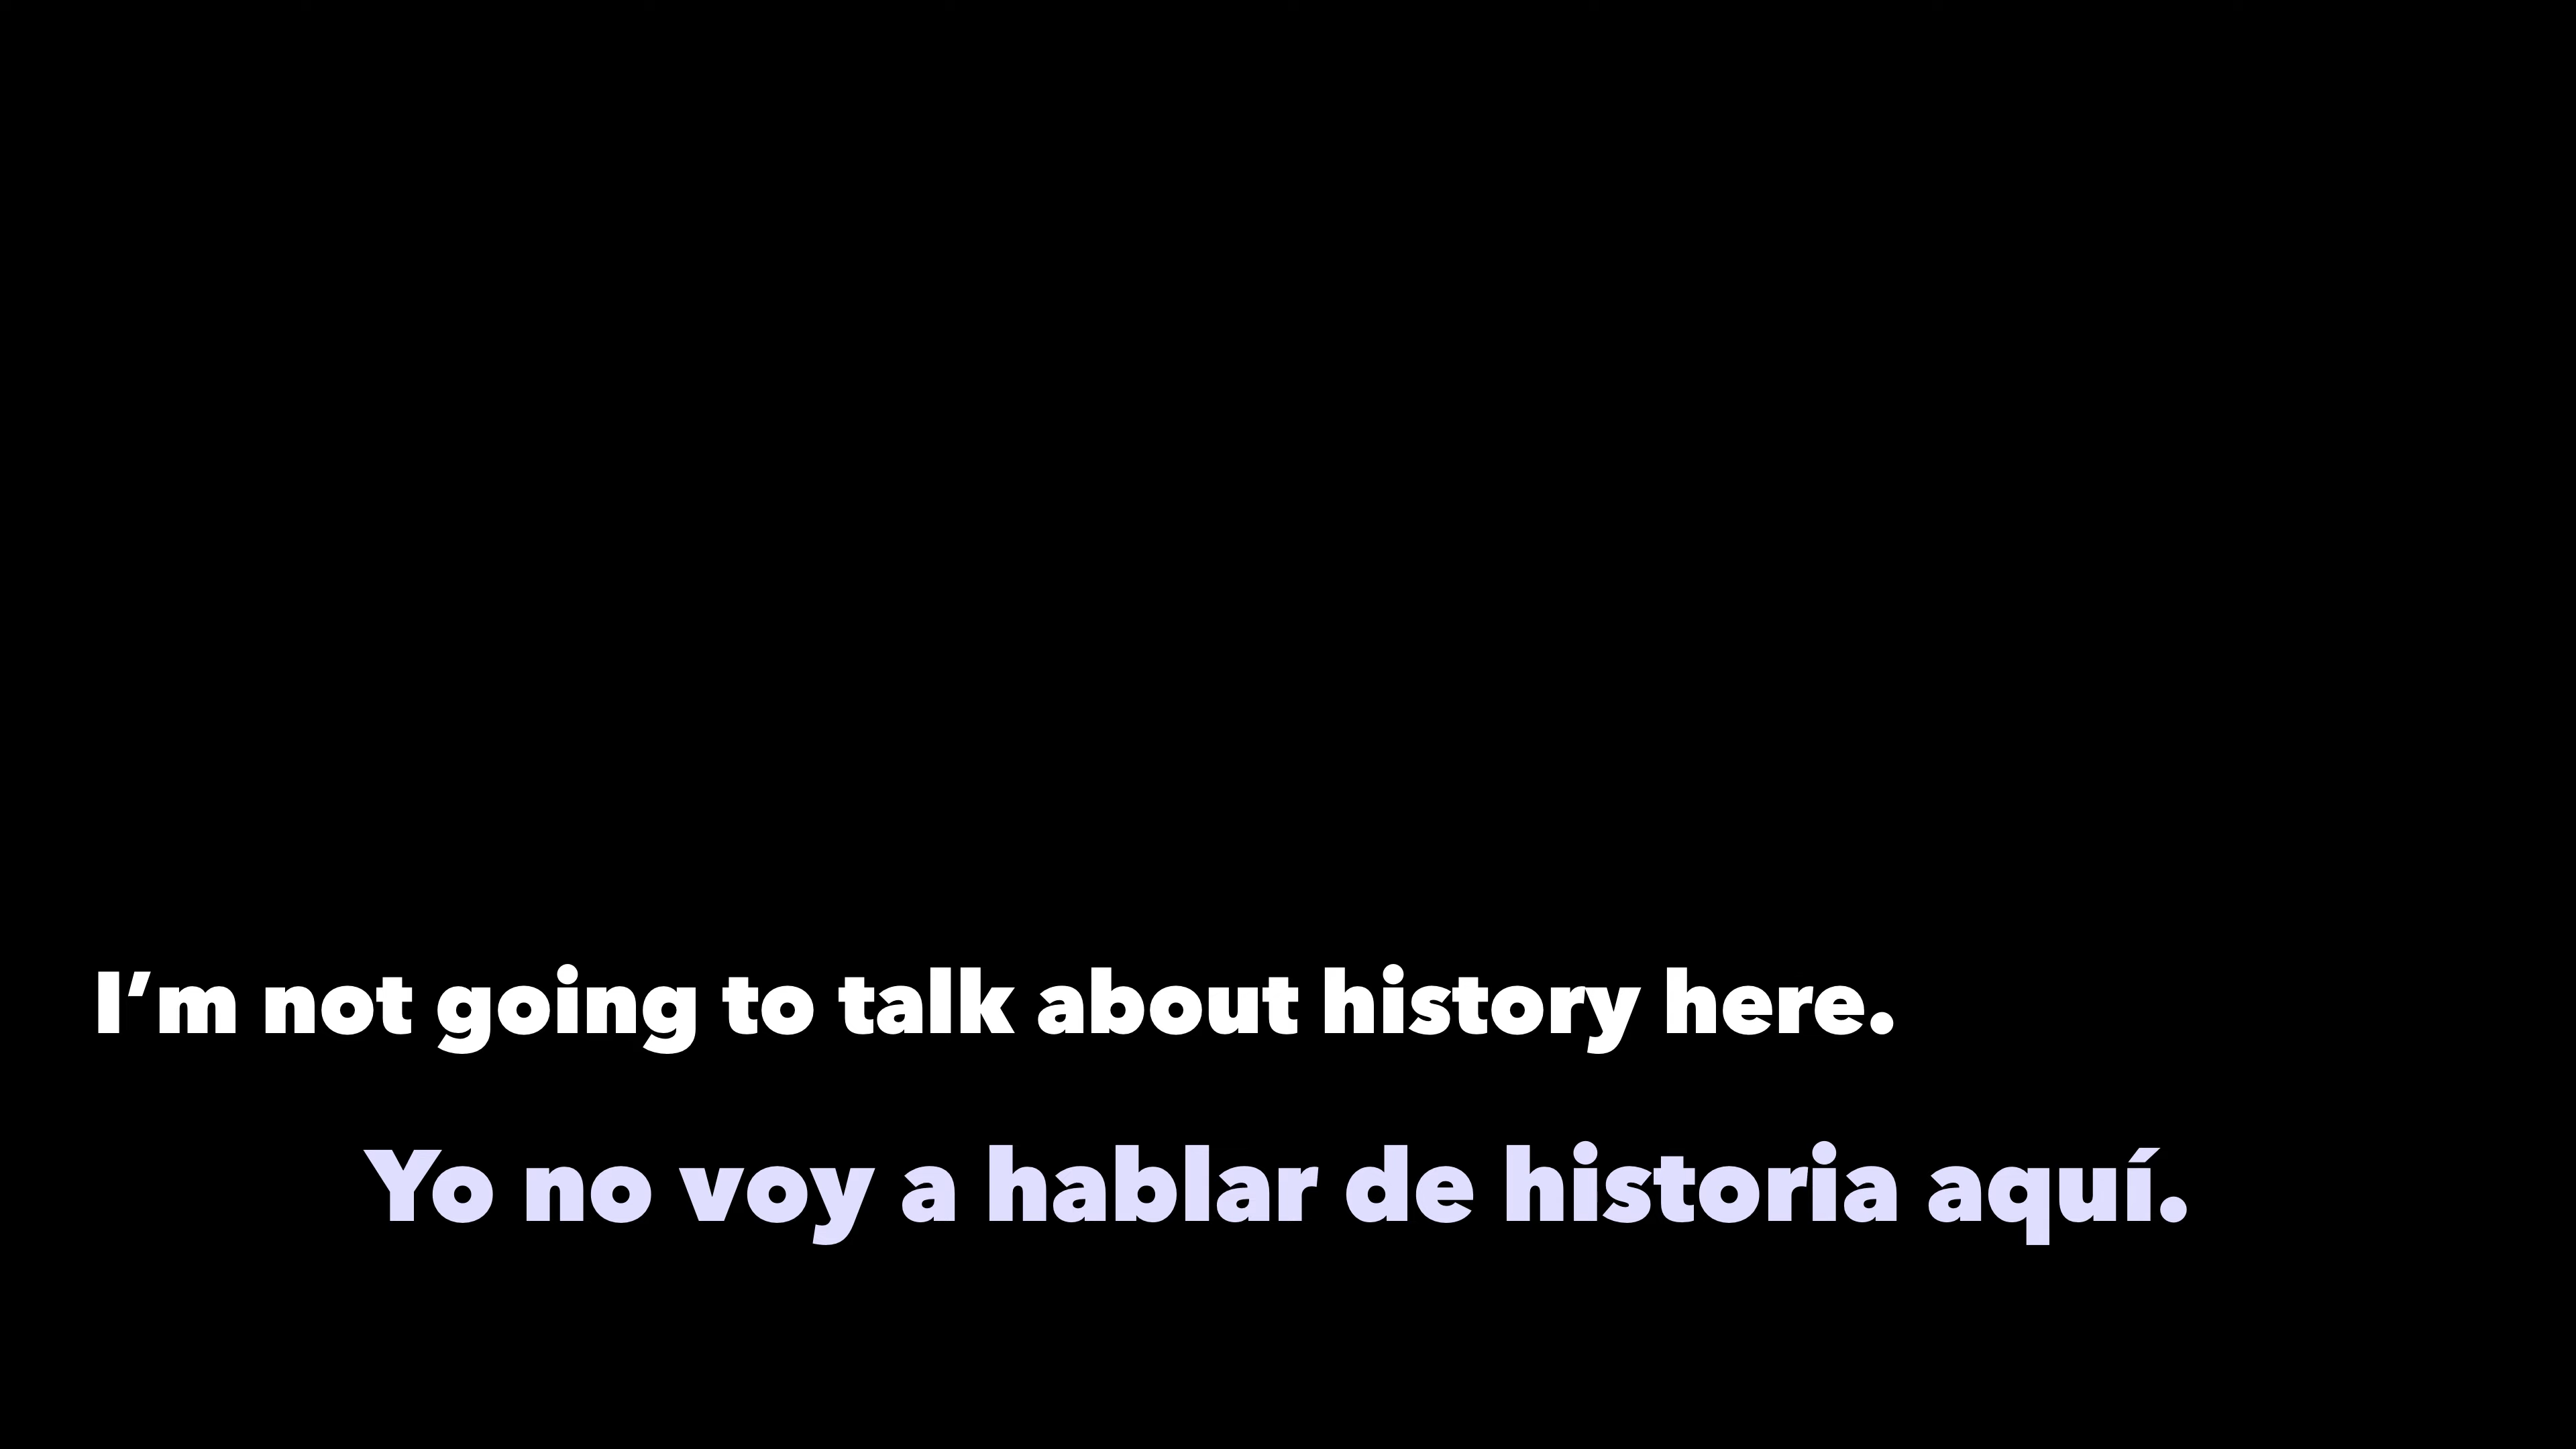 I’m not going to talk about history here.
Yo no voy a hablar de historia aquí.